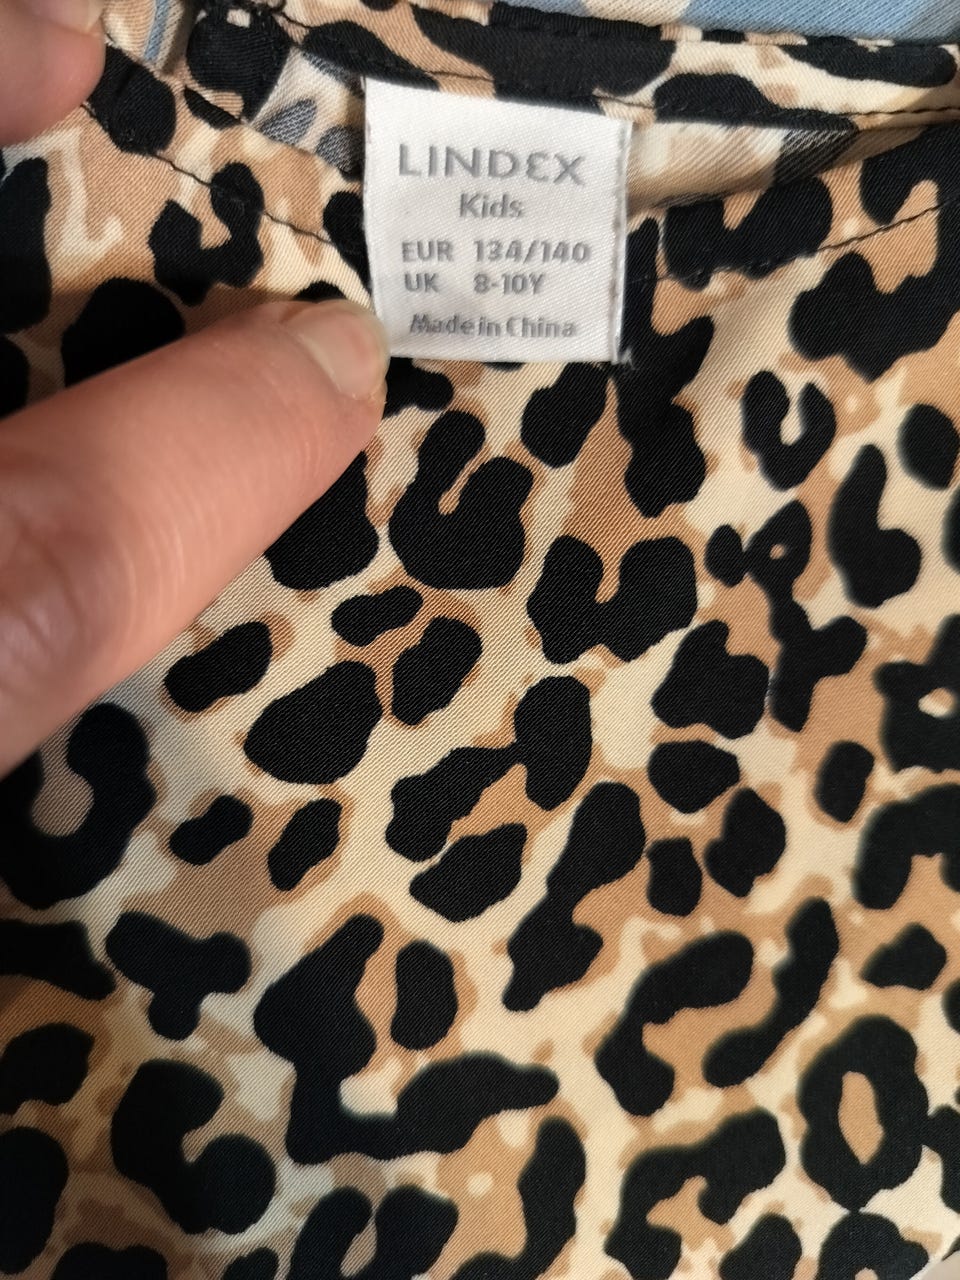 LINDEX
Kids
EUR 134/140
UK 8-10Y
Made in China